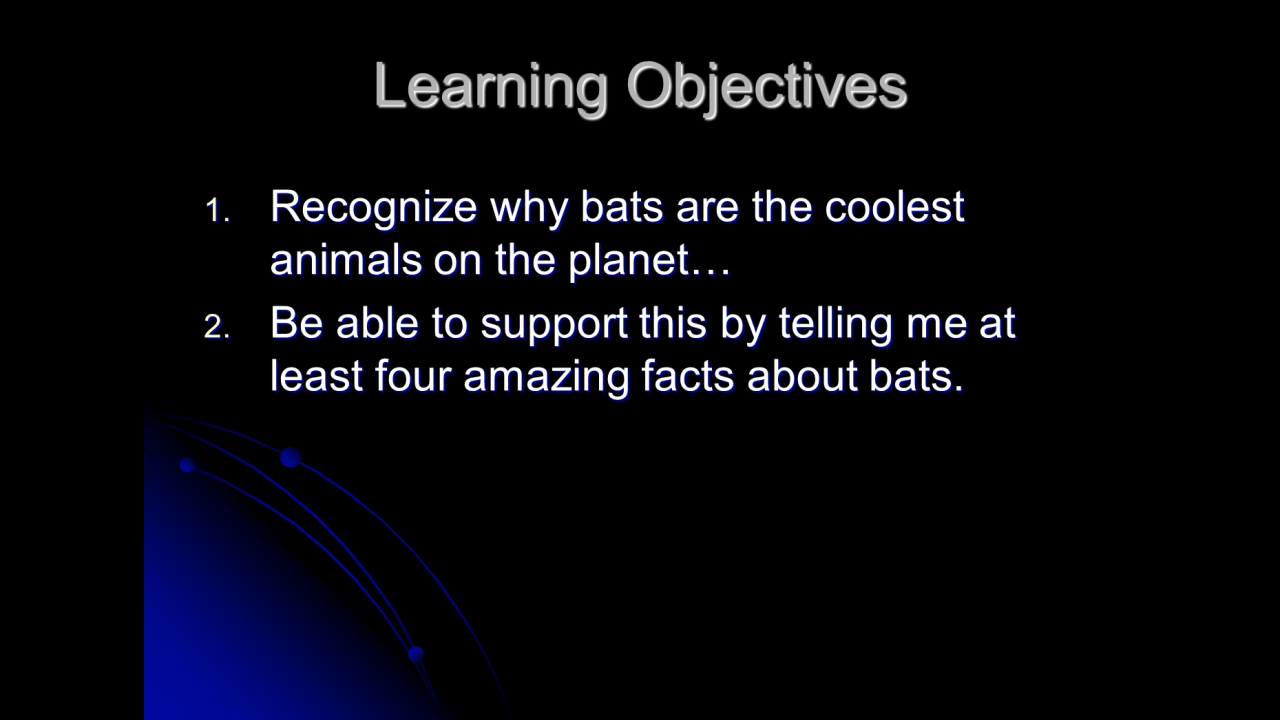 Learning Objectives
1. Recognize why bats are the coolest
animals on the planet…
2. Be able to support this by telling me at
least four amazing facts about bats.